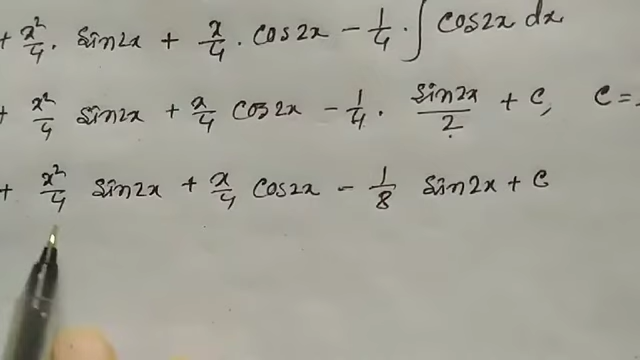 + x²/4 . Sin2x + x/4 . Cos2x - 1/4 . ∫ Cos2x dx
+ x²/4 Sin2x + x/4 Cos2x - 1/4 . Sin2x/2 + C, C =
+ x²/4 Sin2x + x/4 Cos2x - 1/8 Sin2x + C